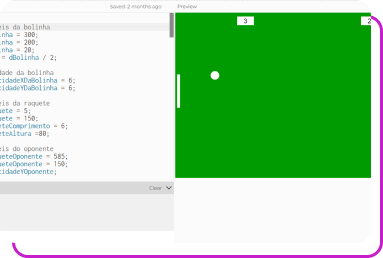 Saved: 2 months ago
Preview
eis da bolinha
inha = 300;
inha = 200;
inha = 20;
= dBolinha / 2;
dade da bolinha
cidadeXDaBolinha = 6;
cidadeYDaBolinha = 6;
eis da raquete
uete = 5;
uete = 150;
eteComprimento = 6;
eteAltura =80;
eis do oponente
ueteOponente = 585;
ueteOponente = 150;
cidadeYOponente;
Clear
3
2